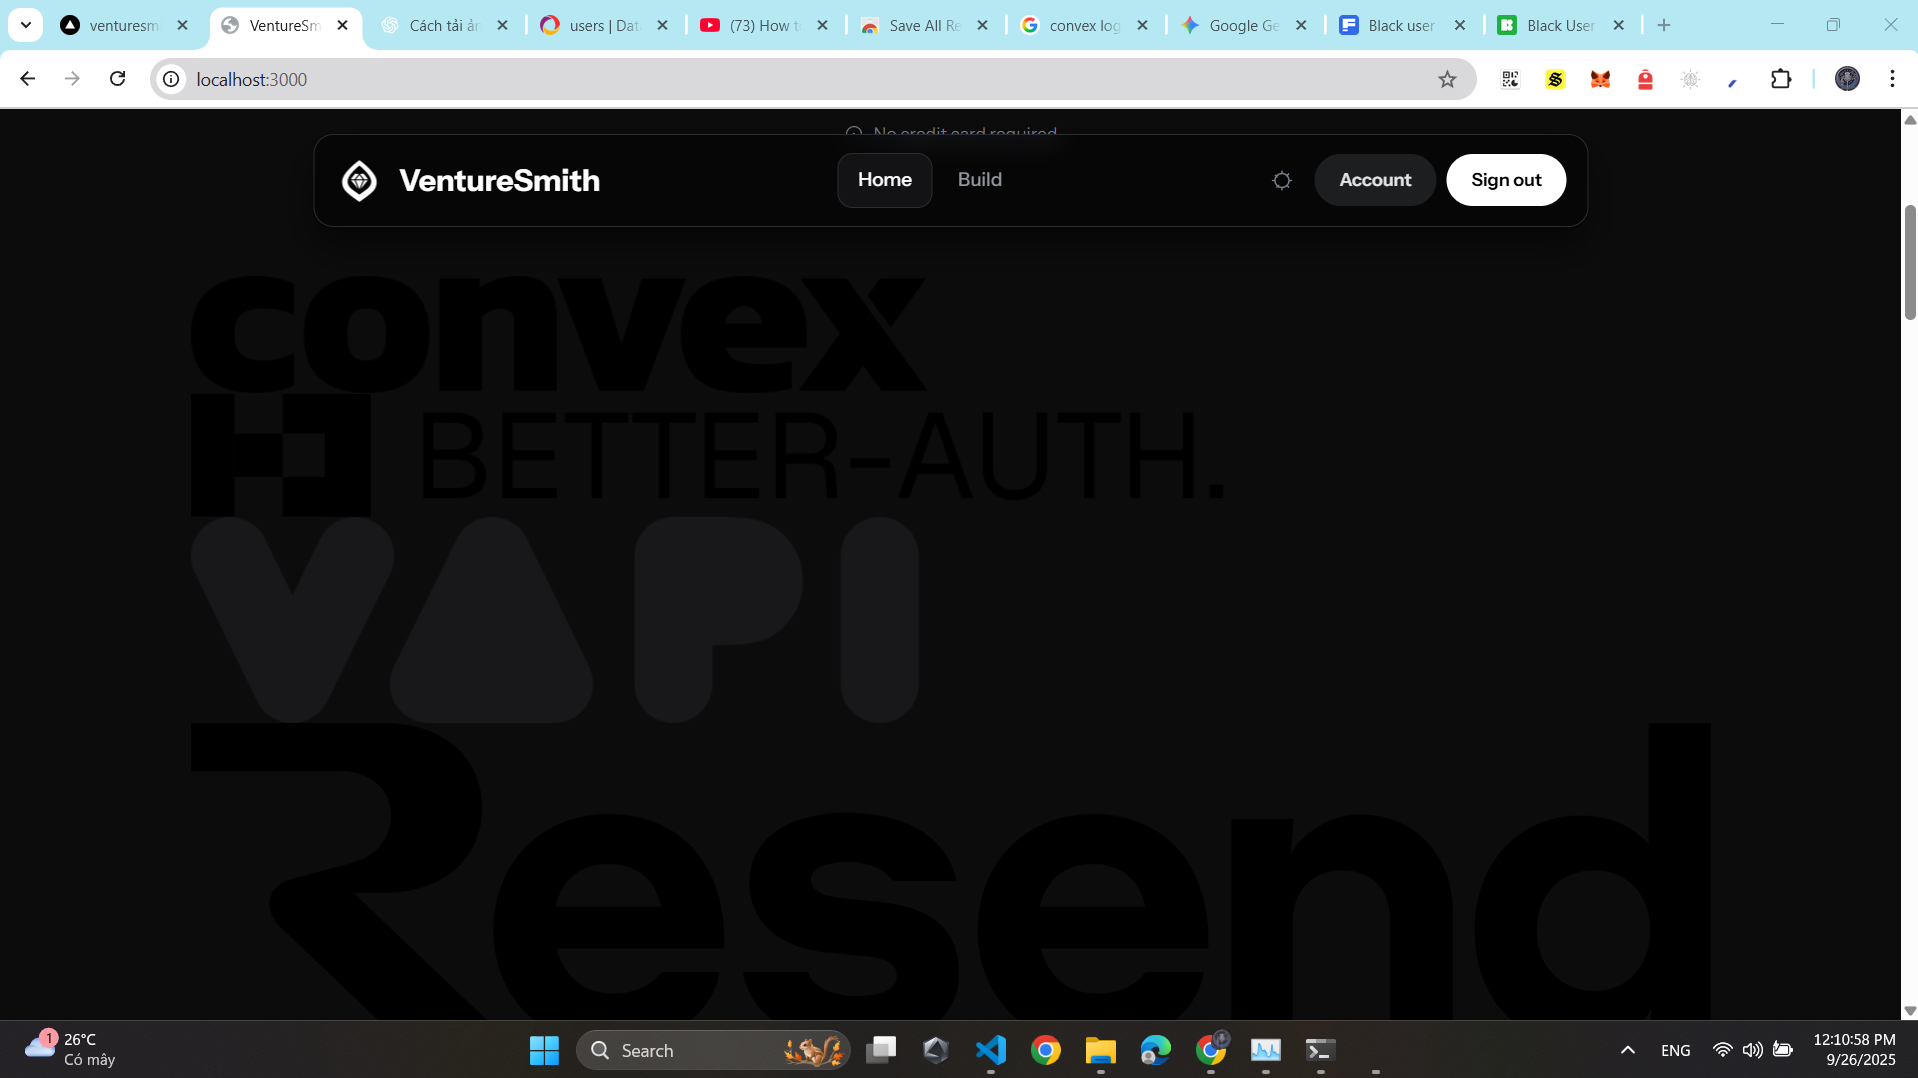 venturesm
VentureSm
Cách tải ản
users | Dat
(73) How t
Save All Re
convex log
Google Ge
Black user
Black User
localhost:3000
No credit card required
VentureSmith
Home
Build
Account
Sign out
convex
BETTER-AUTH.
VAPI
Resend
1
26°C
Có mây
Search
ENG
12:10:58 PM
9/26/2025